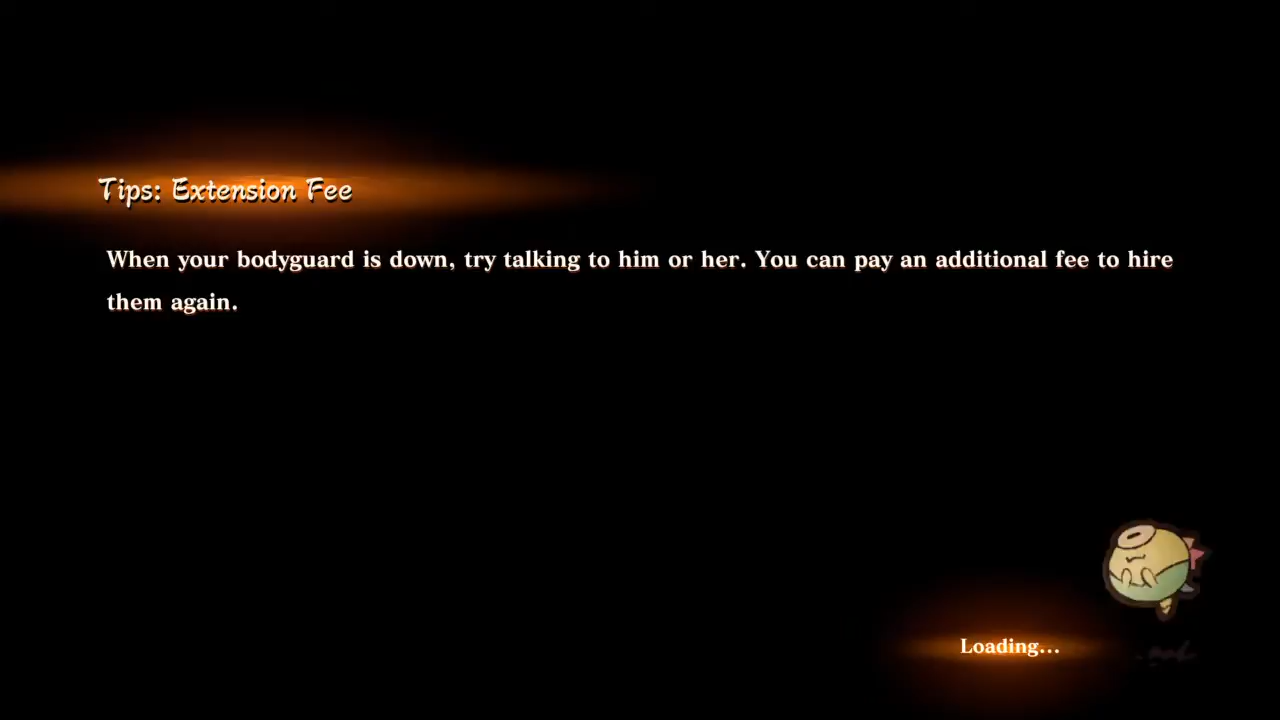 Tips: Extension Fee
When your bodyguard is down, try talking to him or her. You can pay an additional fee to hire
them again.
Loading...